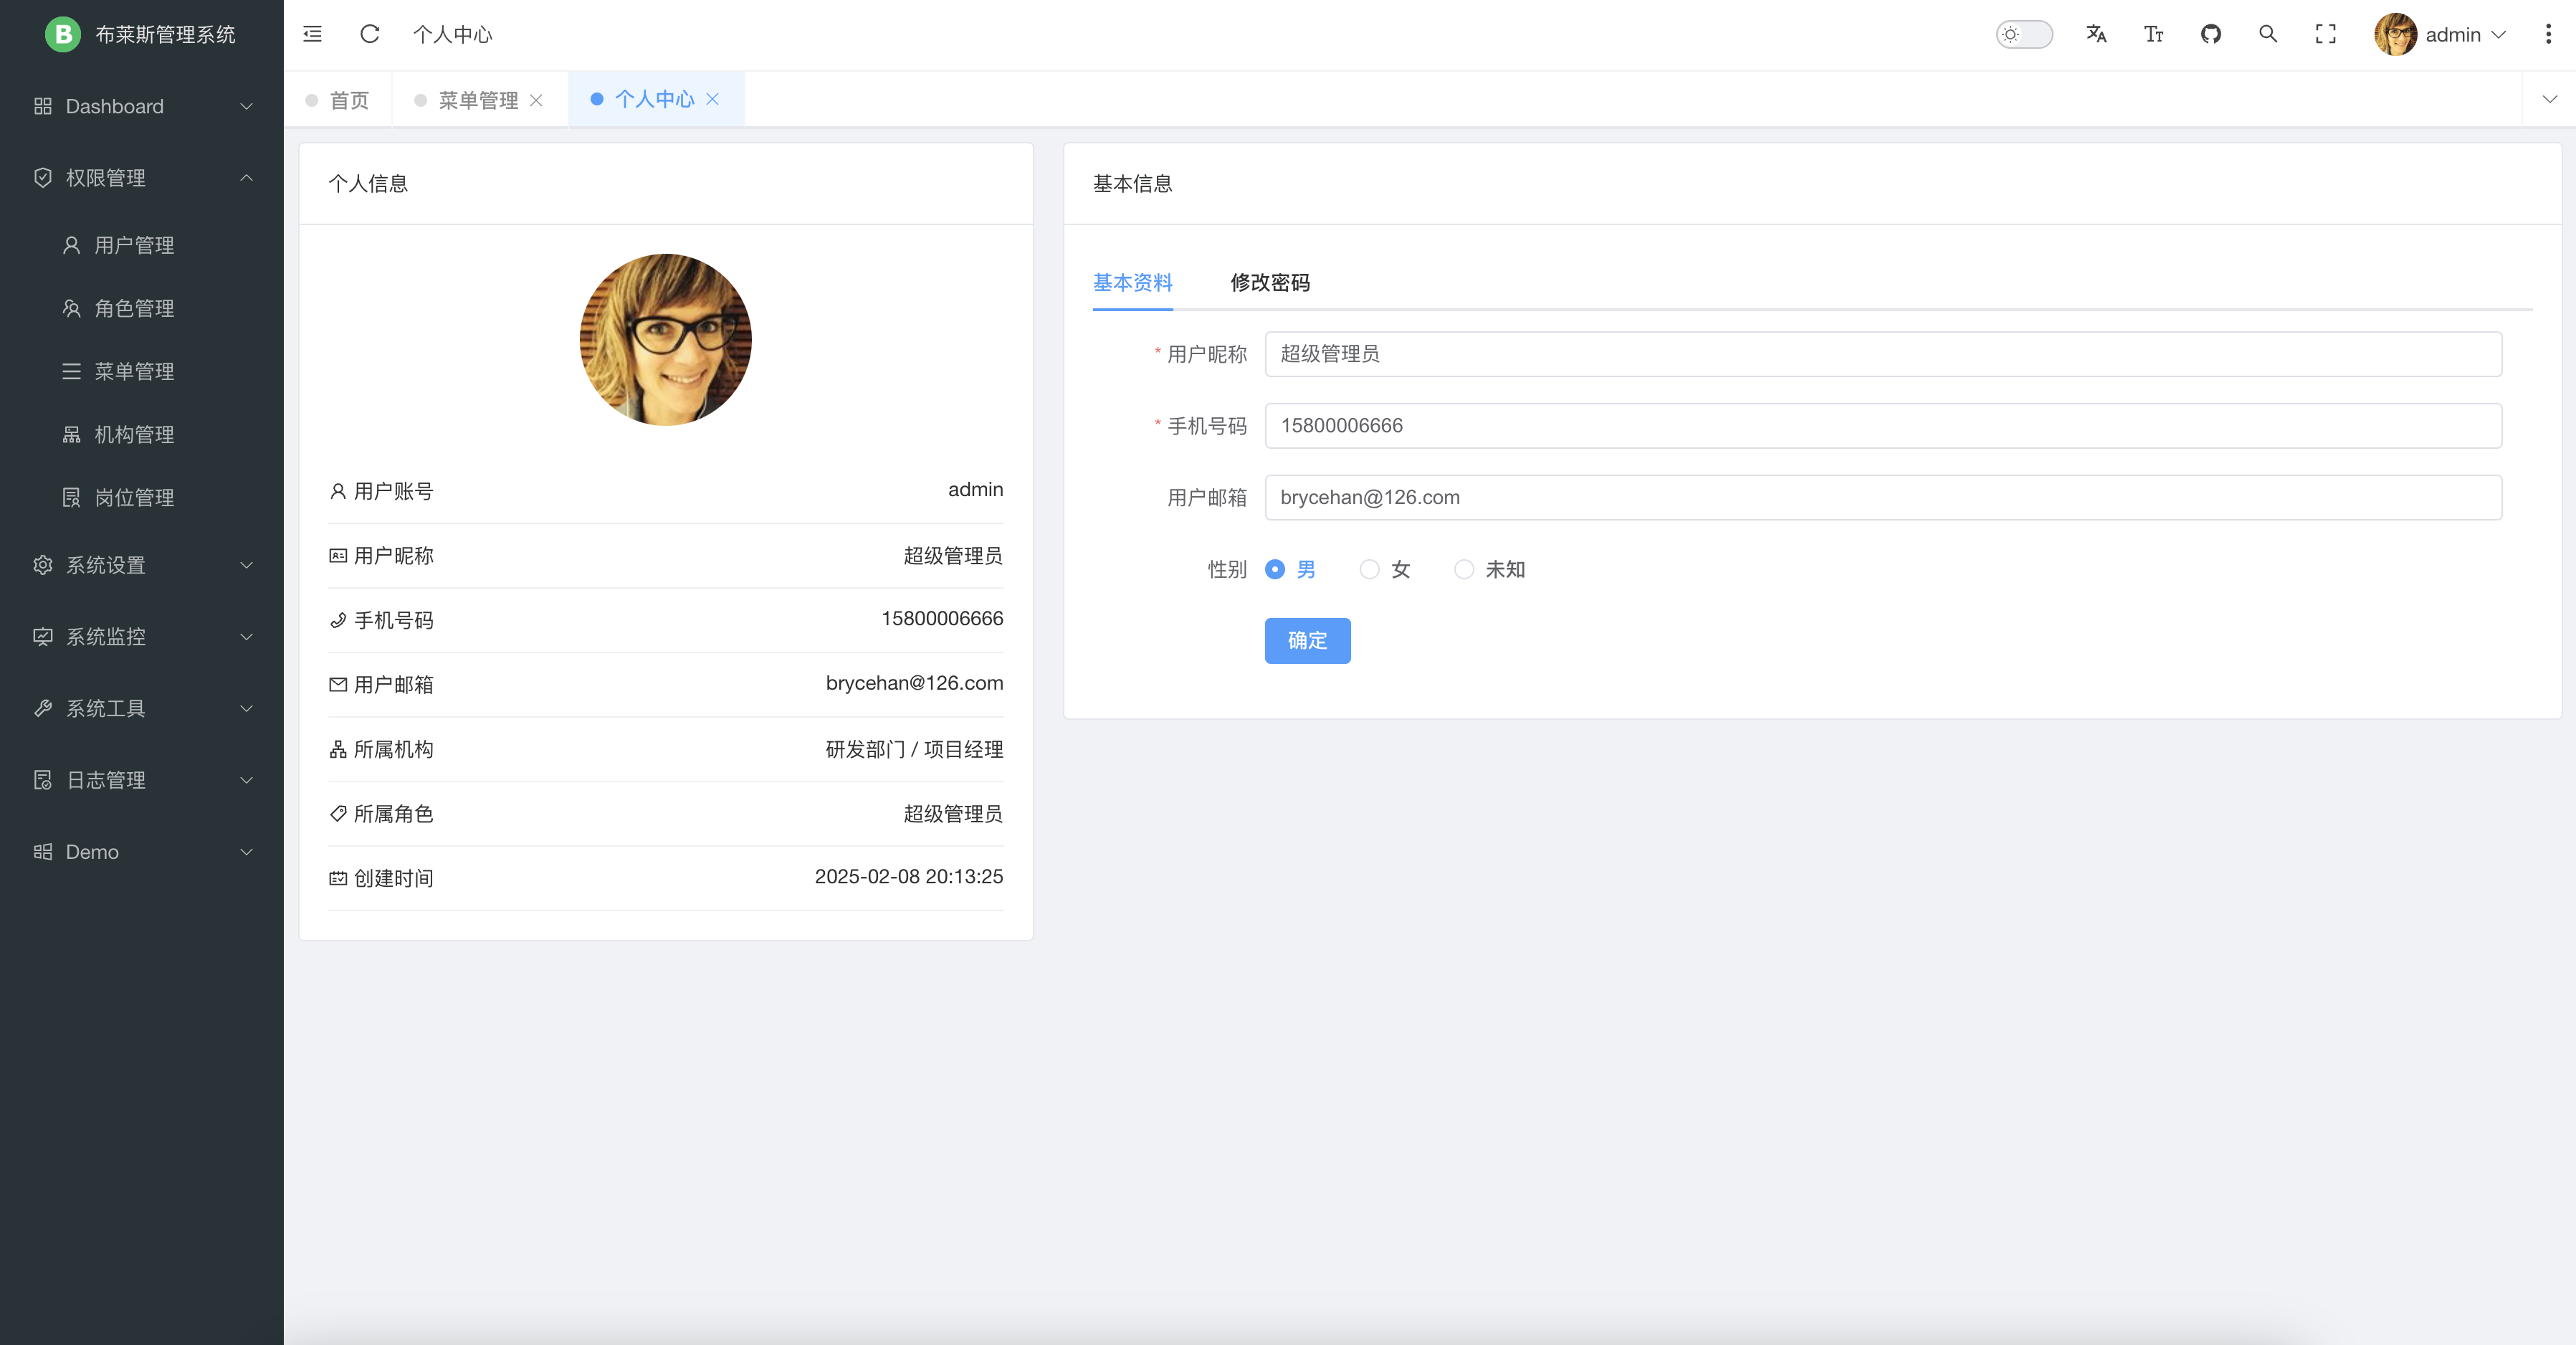 B 布莱斯管理系统
Dashboard
权限管理
用户管理
角色管理
菜单管理
机构管理
岗位管理
系统设置
系统监控
系统工具
日志管理
Demo
个人中心
admin
首页
菜单管理
个人中心
个人信息
用户账号 admin
用户昵称 超级管理员
手机号码 15800006666
用户邮箱 brycehan@126.com
所属机构 研发部门 / 项目经理
所属角色 超级管理员
创建时间 2025-02-08 20:13:25
基本信息
基本资料 修改密码
* 用户昵称 超级管理员
* 手机号码 15800006666
用户邮箱 brycehan@126.com
性别 男 女 未知
确定